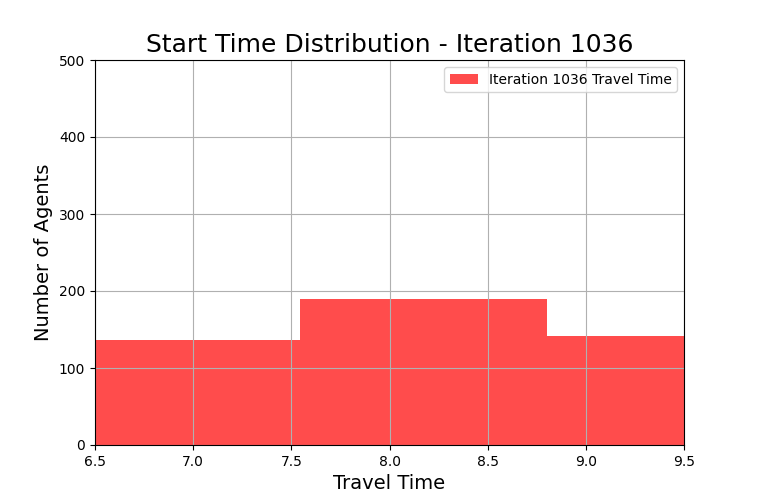 Start Time Distribution - Iteration 1036
Iteration 1036 Travel Time
Number of Agents
500
400
300
200
100
0
6.5 7.0 7.5 8.0 8.5 9.0 9.5
Travel Time